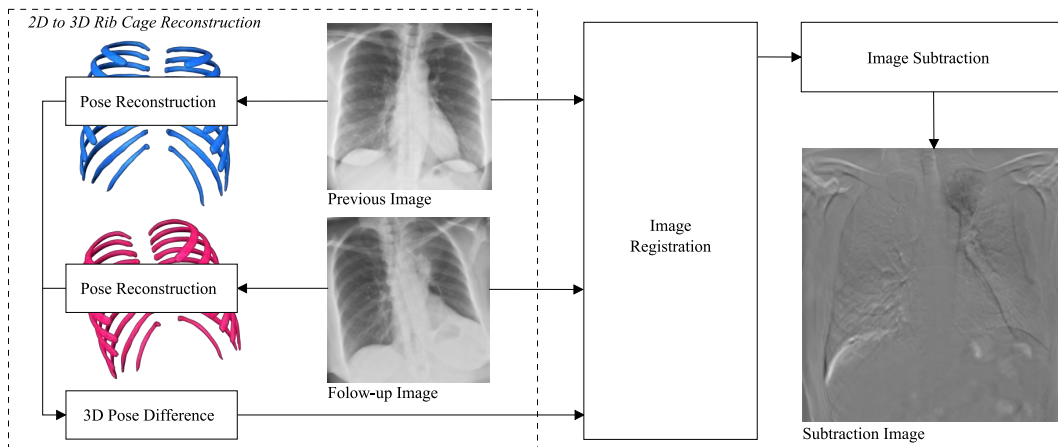 2D to 3D Rib Cage Reconstruction
Pose Reconstruction
Previous Image
Pose Reconstruction
Folow-up Image
3D Pose Difference
Image
Registration
Image Subtraction
Subtraction Image